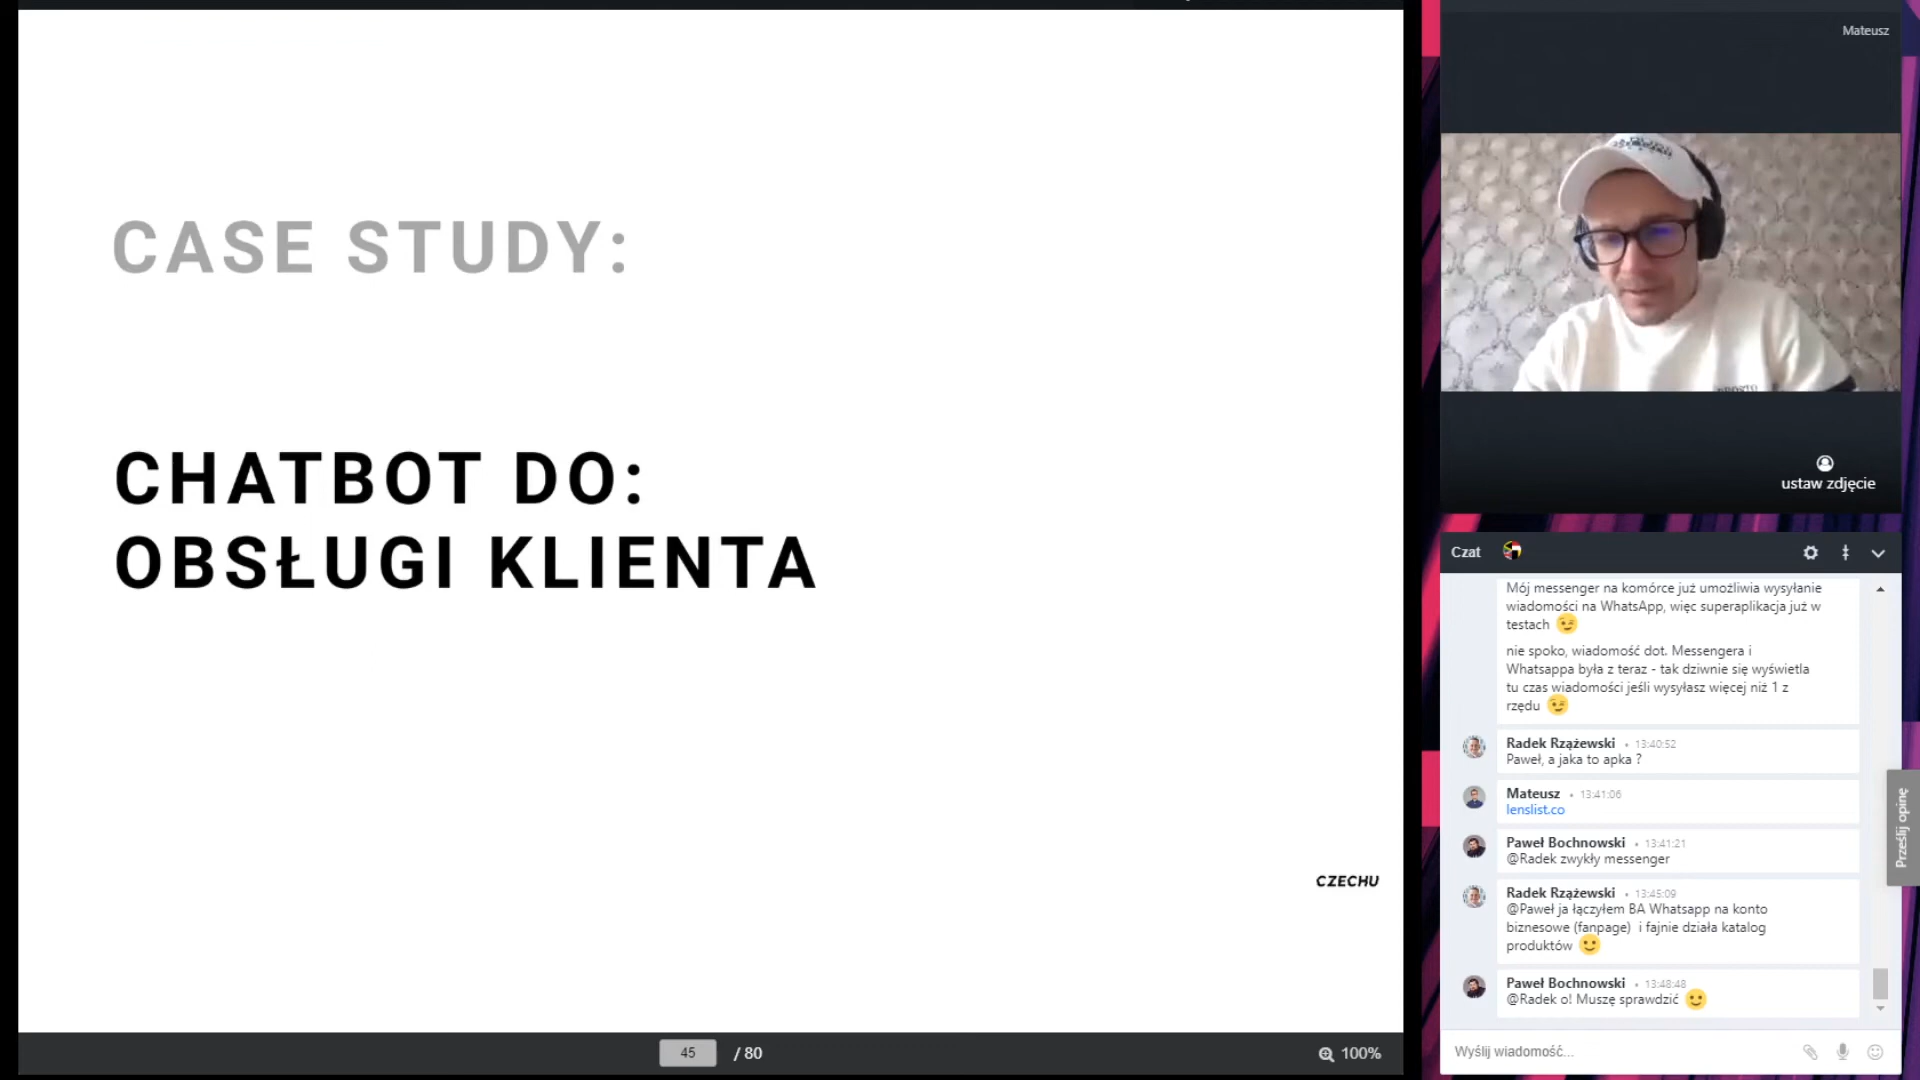 CASE STUDY:
CHATBOT DO:
OBSŁUGI KLIENTA
CZECHU
45
/ 80
100%
Mateusz
ustaw zdjęcie
Czat
Mój messenger na komórce już umożliwia wysyłanie
wiadomości na WhatsApp, więc superaplikacja już w
testach
nie spoko, wiadomość dot. Messengera i
Whatsappa była z teraz - tak dziwnie się wyświetla
tu czas wiadomości jeśli wysyłasz więcej niż 1 z
rzędu
Radek Rzążewski • 13:40:52
Paweł, a jaka to apka ?
Mateusz • 13:41:06
lenslist.co
Paweł Bochnowski • 13:41:21
@Radek zwykły messenger
Radek Rzążewski • 13:45:09
@Paweł ja łączyłem BA Whatsapp na konto
biznesowe (fanpage) i fajnie działa katalog
produktów
Paweł Bochnowski • 13:48:48
@Radek o! Muszę sprawdzić
Wyślij wiadomość...
Prześlij opinę